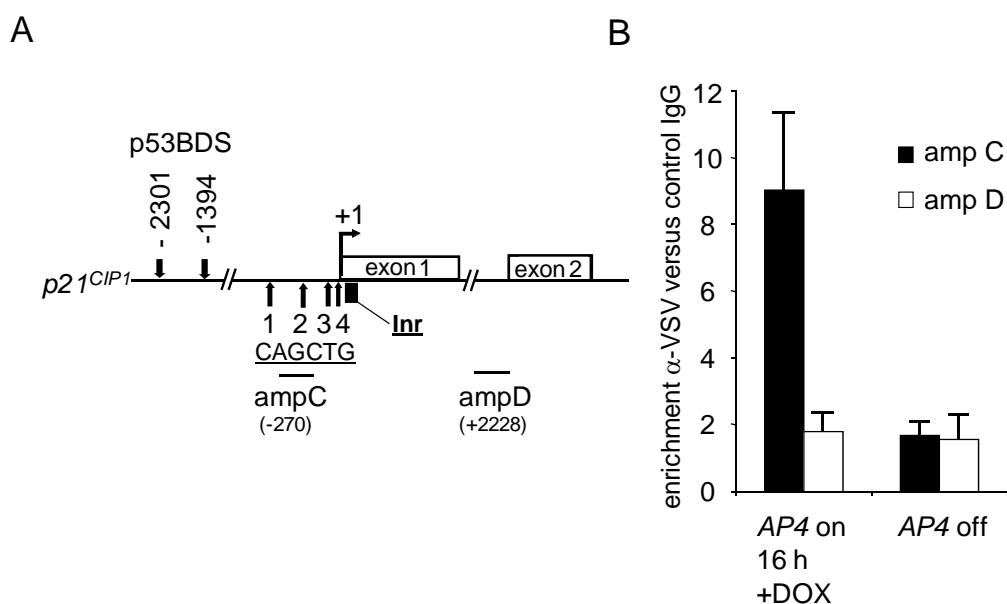 A
p53BDS
- 2301
-1394
+1
exon 1
exon 2
p21CIP1
1 2 3 4
Inr
CAGCTG
ampC
(-270)
ampD
(+2228)
B
enrichment α-VSV versus control IgG
12
10
8
6
4
2
0
amp C
amp D
AP4 on
16 h
+DOX
AP4 off